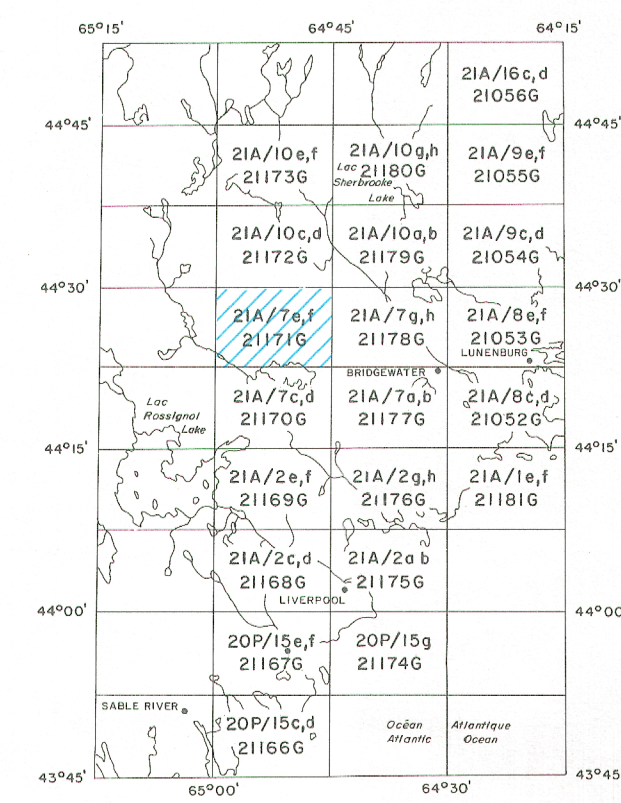 65°15' 64°45' 64°15'
21A/16c,d
21056G
44°45' 44°45'
21A/10e,f 21A/10g,h 21A/9e,f
21173G Lac 21180G 21055G
Sherbrooke
Lake
21A/10c,d 21A/10a,b 21A/9c,d
21172G 21179G 21054G
44°30' 44°30'
21A/7e,f 21A/7g,h 21A/8e,f
21171G 21178G 21053G
LUNENBURG
BRIDGEWATER
21A/7c,d 21A/7a,b 21A/8c,d
21170G 21177G 21052G
Lac
Rossignol
Lake
44°15' 44°15'
21A/2e,f 21A/2g,h 21A/1e,f
21169G 21176G 21181G
21A/2c,d 21A/2a b
21168G 21175G
LIVERPOOL
44°00' 44°00'
20P/15e,f 20P/15g
21167G 21174G
SABLE RIVER
20P/15c,d Océan Atlantique
21166G Atlantic Ocean
43°45' 43°45'
65°00' 64°30'